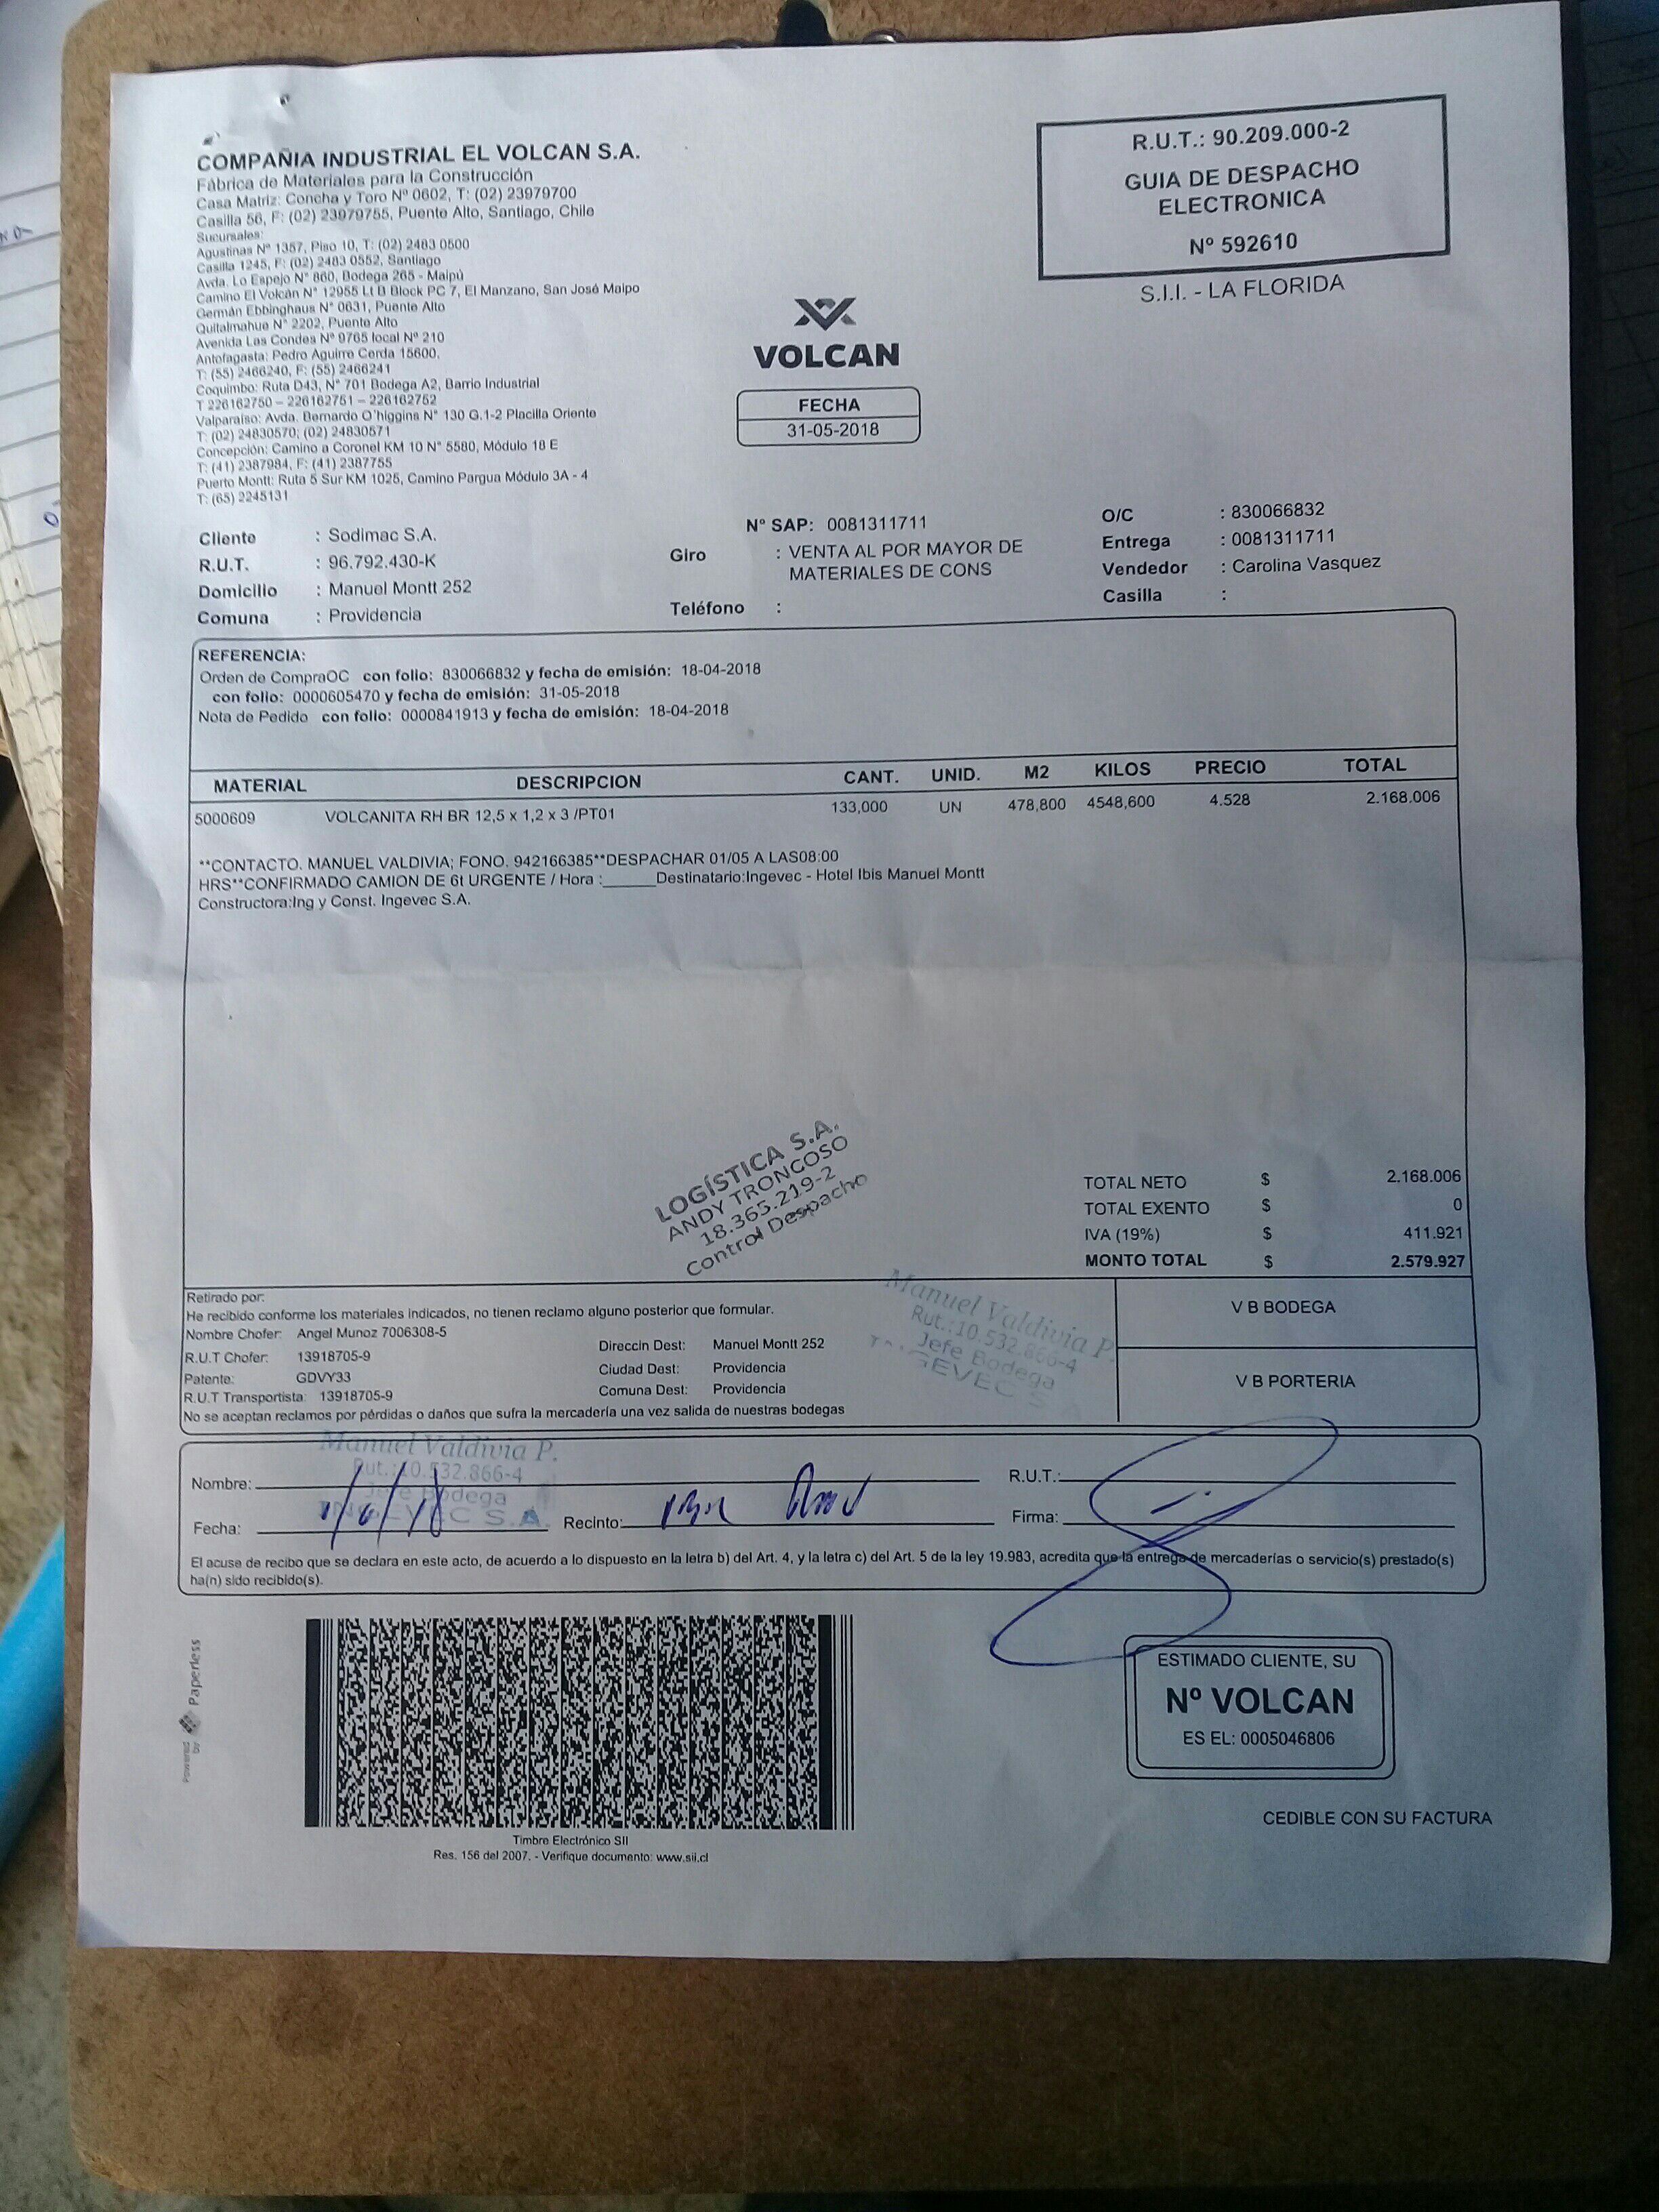 COMPAÑIA INDUSTRIAL EL VOLCAN S.A.
Fábrica de Materiales para la Construcción
Casa Matriz: Concha y Toro Nº 0602, T: (02) 23979700
Casilla 56, F: (02) 23979755, Puente Alto, Santiago, Chile
Sucursales:
Agustinas Nº 1357, Piso 10, T: (02) 2483 0500
Casilla 1245, F: (02) 2483 0552, Santiago
Avda. Lo Espejo N° 860, Bodega 265 - Maipú
Camino El Volcán N° 12955 Lt B Block PC 7, El Manzano, San José Maipo
Germán Ebbinghaus N° 0631, Puente Alto
Quitalmahue N° 2202, Puente Alto
Avenida Las Condes Nº 9765 local Nº 210
Antofagasta: Pedro Aguirre Cerda 15600.
T: (55) 2466240, F: (55) 2466241
Coquimbo: Ruta D43, N° 701 Bodega A2, Barrio Industrial
T 226162750 – 226162751 – 226162752
Valparaíso: Avda. Bernardo O´higgins N° 130 G.1-2 Placilla Oriente
T: (02) 24830570; (02) 24830571
Concepción: Camino a Coronel KM 10 N° 5580, Módulo 18 E
T: (41) 2387984, F: (41) 2387755
Puerto Montt: Ruta 5 Sur KM 1025, Camino Pargua Módulo 3A - 4
T: (65) 2245131
R.U.T.: 90.209.000-2
GUIA DE DESPACHO
ELECTRONICA
Nº 592610
S.I.I. - LA FLORIDA
VOLCAN
FECHA
31-05-2018
Cliente : Sodimac S.A.
R.U.T. : 96.792.430-K
Domicilio : Manuel Montt 252
Comuna : Providencia
N° SAP: 0081311711
Giro : VENTA AL POR MAYOR DE
MATERIALES DE CONS
Teléfono :
O/C : 830066832
Entrega : 0081311711
Vendedor : Carolina Vasquez
Casilla :
REFERENCIA:
Orden de CompraOC con folio: 830066832 y fecha de emisión: 18-04-2018
con folio: 0000605470 y fecha de emisión: 31-05-2018
Nota de Pedido con folio: 0000841913 y fecha de emisión: 18-04-2018
MATERIAL DESCRIPCION CANT. UNID. M2 KILOS PRECIO TOTAL
5000609 VOLCANITA RH BR 12,5 x 1,2 x 3 /PT01 133,000 UN 478,800 4548,600 4.528 2.168.006
**CONTACTO. MANUEL VALDIVIA; FONO. 942166385**DESPACHAR 01/05 A LAS08:00
HRS**CONFIRMADO CAMION DE 6t URGENTE / Hora :______Destinatario:Ingevec - Hotel Ibis Manuel Montt
Constructora:Ing y Const. Ingevec S.A.
LOGÍSTICA S.A.
ANDY TRONCOSO
18.365.219-2
Control Despacho
TOTAL NETO $ 2.168.006
TOTAL EXENTO $ 0
IVA (19%) $ 411.921
MONTO TOTAL $ 2.579.927
Retirado por:
He recibido conforme los materiales indicados, no tienen reclamo alguno posterior que formular.
Nombre Chofer: Angel Munoz 7006308-5
R.U.T Chofer: 13918705-9
Patente: GDVY33
R.U.T Transportista: 13918705-9
Direccin Dest: Manuel Montt 252
Ciudad Dest: Providencia
Comuna Dest: Providencia
No se aceptan reclamos por pérdidas o daños que sufra la mercadería una vez salida de nuestras bodegas
Manuel Valdivia P.
Rut.:10.532.866-4
Jefe Bodega
INGEVEC S
V B BODEGA
V B PORTERIA
Manuel Valdivia P.
Rut.:10.532.866-4
Jefe Bodega
INGEVEC S.A.
Nombre:
R.U.T.:
Fecha: 1/6/18
Recinto:
Firma:
El acuse de recibo que se declara en este acto, de acuerdo a lo dispuesto en la letra b) del Art. 4, y la letra c) del Art. 5 de la ley 19.983, acredita que la entrega de mercaderías o servicio(s) prestado(s)
ha(n) sido recibido(s).
Powered by Paperless
Timbre Electrónico SII
Res. 156 del 2007. - Verifique documento: www.sii.cl
ESTIMADO CLIENTE, SU
Nº VOLCAN
ES EL: 0005046806
CEDIBLE CON SU FACTURA